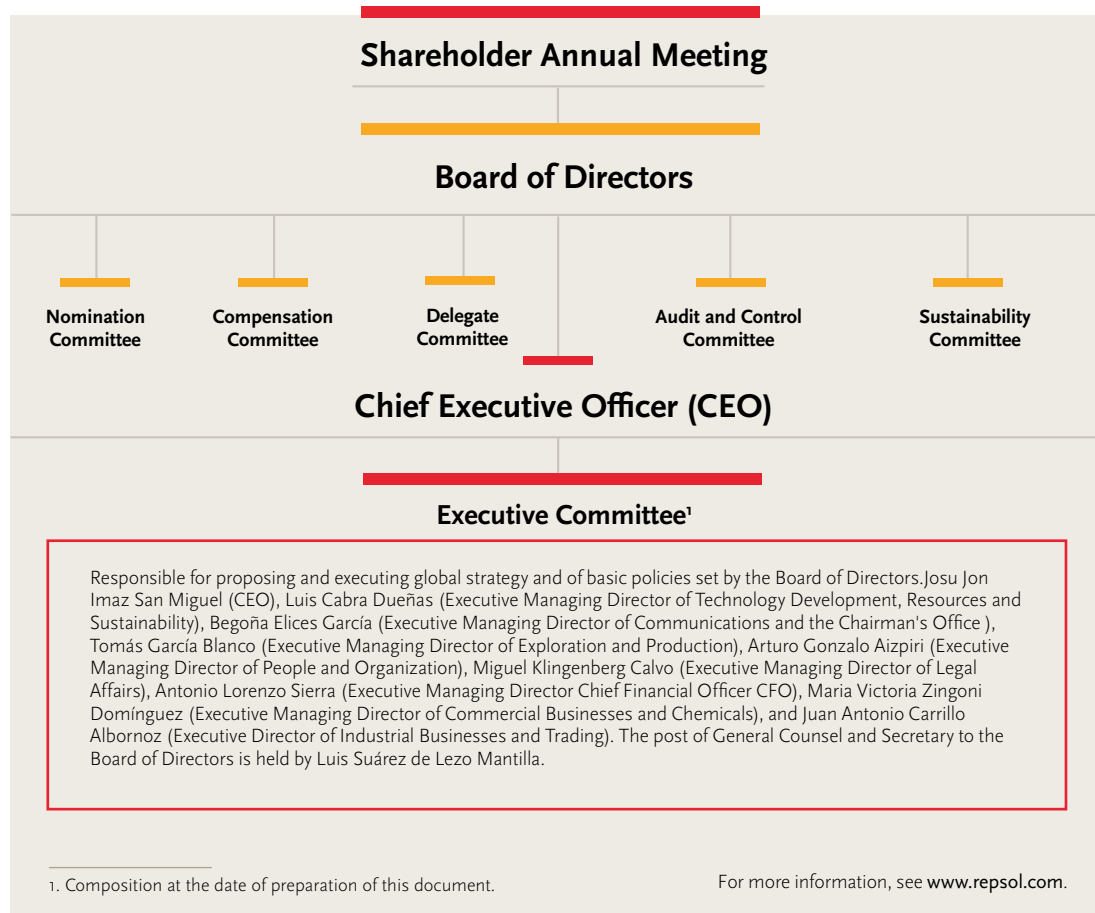 Shareholder Annual Meeting
Board of Directors
Nomination
Committee
Compensation
Committee
Delegate
Committee
Audit and Control
Committee
Sustainability
Committee
Chief Executive Officer (CEO)
Executive Committee¹
Responsible for proposing and executing global strategy and of basic policies set by the Board of Directors.Josu Jon
Imaz San Miguel (CEO), Luis Cabra Dueñas (Executive Managing Director of Technology Development, Resources and
Sustainability), Begoña Elices García (Executive Managing Director of Communications and the Chairman's Office ),
Tomás García Blanco (Executive Managing Director of Exploration and Production), Arturo Gonzalo Aizpiri (Executive
Managing Director of People and Organization), Miguel Klingenberg Calvo (Executive Managing Director of Legal
Affairs), Antonio Lorenzo Sierra (Executive Managing Director Chief Financial Officer CFO), Maria Victoria Zingoni
Domínguez (Executive Managing Director of Commercial Businesses and Chemicals), and Juan Antonio Carrillo
Albornoz (Executive Director of Industrial Businesses and Trading). The post of General Counsel and Secretary to the
Board of Directors is held by Luis Suárez de Lezo Mantilla.
1. Composition at the date of preparation of this document.
For more information, see www.repsol.com.